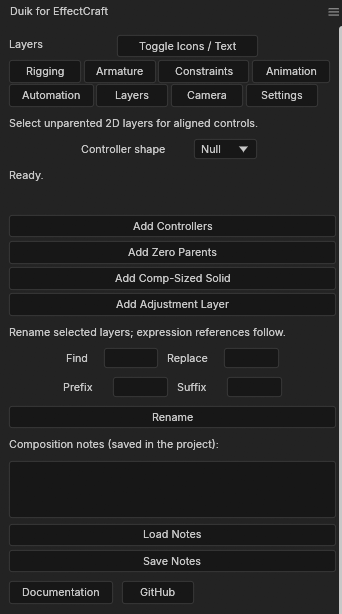 Duik for EffectCraft
Layers Toggle Icons / Text
Rigging Armature Constraints Animation
Automation Layers Camera Settings
Select unparented 2D layers for aligned controls.
Controller shape Null
Ready.
Add Controllers
Add Zero Parents
Add Comp-Sized Solid
Add Adjustment Layer
Rename selected layers; expression references follow.
Find Replace
Prefix Suffix
Rename
Composition notes (saved in the project):
Load Notes
Save Notes
Documentation GitHub